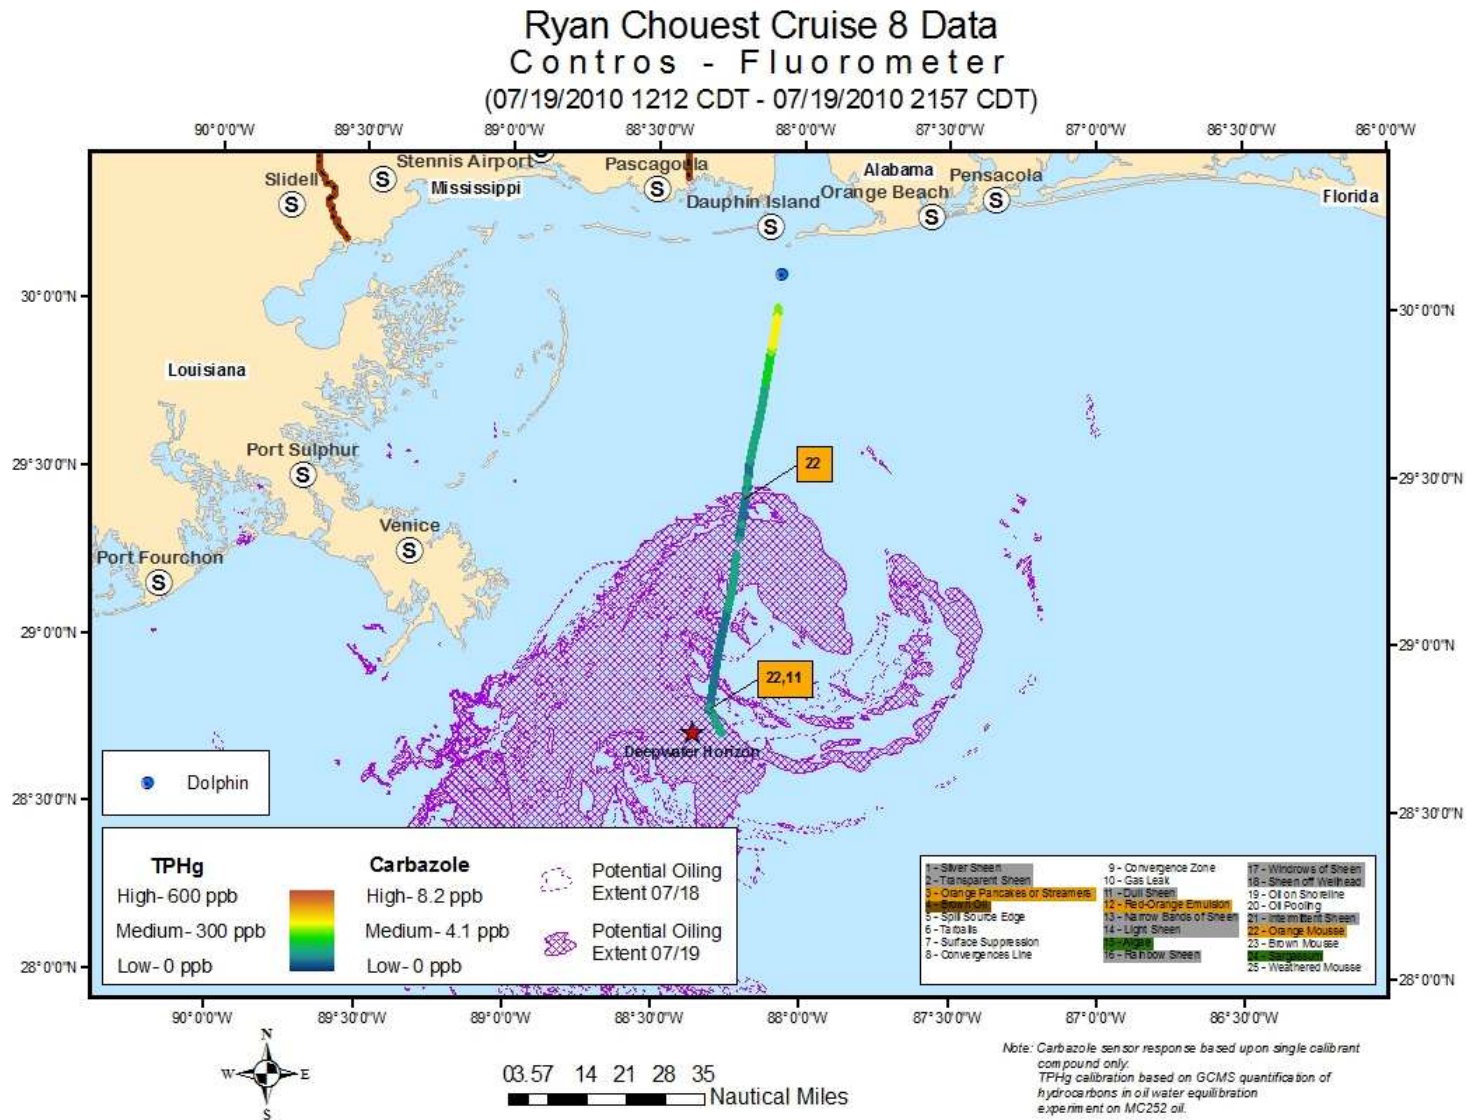 Ryan Chouest Cruise 8 Data
Contros - Fluorometer
(07/19/2010 1212 CDT - 07/19/2010 2157 CDT)
90°0'0"W 89°30'0"W 89°0'0"W 88°30'0"W 88°0'0"W 87°30'0"W 87°0'0"W 86°30'0"W 86°0'0"W
Stennis Airport
Pascagoula
Alabama
Pensacola
Slidell
Mississippi
Orange Beach
Florida
Dauphin Island
S
S
S
S
S
S
30°0'0"N
30°0'0"N
Louisiana
Port Sulphur
S
29°30'0"N
22
29°30'0"N
Venice
S
Port Fourchon
S
29°0'0"N
29°0'0"N
22,11
Deepwater Horizon
Dolphin
28°30'0"N
28°30'0"N
TPHg
High- 600 ppb
Medium- 300 ppb
Low- 0 ppb
Carbazole
High- 8.2 ppb
Medium- 4.1 ppb
Low- 0 ppb
Potential Oiling
Extent 07/18
Potential Oiling
Extent 07/19
1 - Silver Sheen
2 - Transparent Sheen
3 - Orange Pancakes or Streamers
4 - Brown Oil
5 - Spill Source Edge
6 - Tarballs
7 - Surface Suppression
8 - Convergences Line
9 - Convergence Zone
10 - Gas Leak
11 - Dull Sheen
12 - Red-Orange Emulsion
13 - Narrow Bands of Sheen
14 - Light Sheen
15 - Algae
16 - Rainbow Sheen
17 - Windrows of Sheen
18 - Sheen off Wellhead
19 - Oil on Shoreline
20 - Oil Pooling
21 - Intermittent Sheen
22 - Orange Mousse
23 - Brown Mousse
24 - Sargassum
25 - Weathered Mousse
28°0'0"N
28°0'0"N
90°0'0"W 89°30'0"W 89°0'0"W 88°30'0"W 88°0'0"W 87°30'0"W 87°0'0"W 86°30'0"W
N
W E
S
03.57 14 21 28 35
Nautical Miles
Note: Carbazole sensor response based upon single calibrant
compound only.
TPHg calibration based on GCMS quantification of
hydrocarbons in oil water equilibration
experiment on MC252 oil.